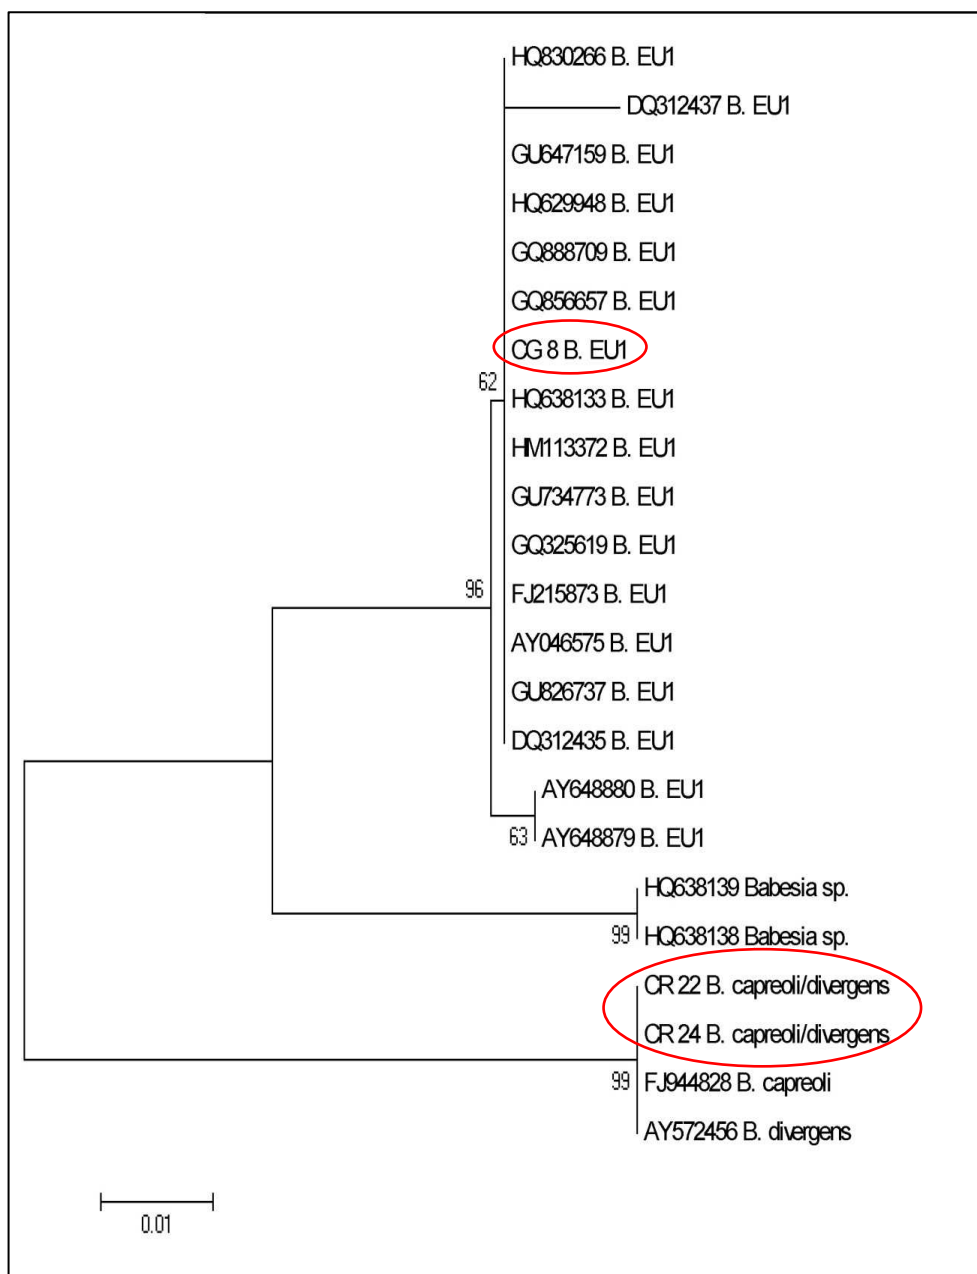 HQ830266 B. EU1
DQ312437 B. EU1
GU647159 B. EU1
HQ629948 B. EU1
GQ888709 B. EU1
GQ856657 B. EU1
CG 8 B. EU1
62
HQ638133 B. EU1
HM113372 B. EU1
GU734773 B. EU1
GQ325619 B. EU1
96
FJ215873 B. EU1
AY046575 B. EU1
GU826737 B. EU1
DQ312435 B. EU1
AY648880 B. EU1
63 AY648879 B. EU1
HQ638139 Babesia sp.
99 HQ638138 Babesia sp.
CR 22 B. capreoli/divergens
CR 24 B. capreoli/divergens
99 FJ944828 B. capreoli
AY572456 B. divergens
0.01